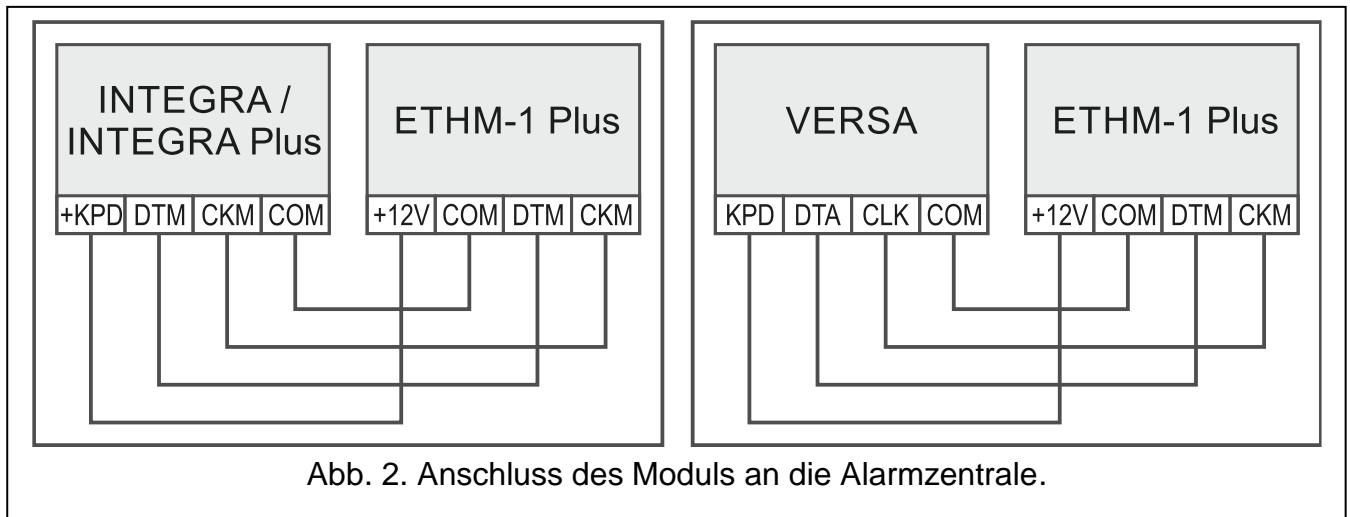 INTEGRA /
INTEGRA Plus
+KPD DTM CKM COM
ETHM-1 Plus
+12V COM DTM CKM
VERSA
KPD DTA CLK COM
ETHM-1 Plus
+12V COM DTM CKM
Abb. 2. Anschluss des Moduls an die Alarmzentrale.